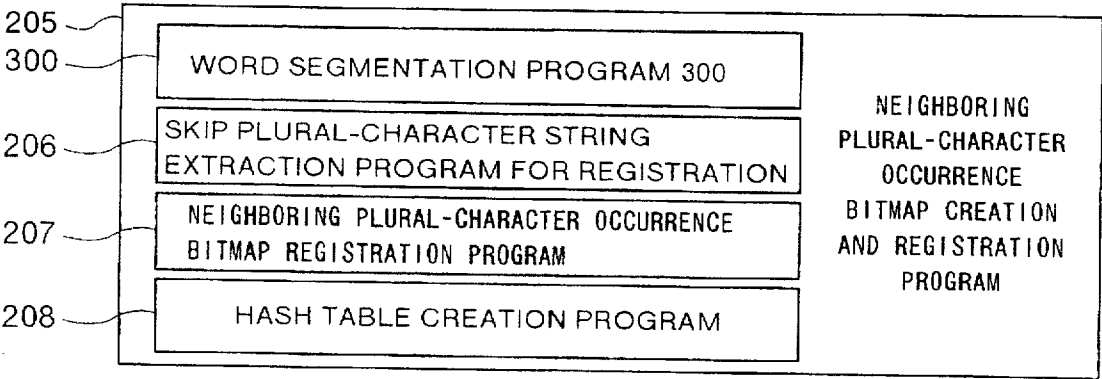 205
300
WORD SEGMENTATION PROGRAM 300
206
SKIP PLURAL-CHARACTER STRING
EXTRACTION PROGRAM FOR REGISTRATION
207
NEIGHBORING PLURAL-CHARACTER OCCURRENCE
BITMAP REGISTRATION PROGRAM
208
HASH TABLE CREATION PROGRAM
NEIGHBORING
PLURAL-CHARACTER
OCCURRENCE
BITMAP CREATION
AND REGISTRATION
PROGRAM